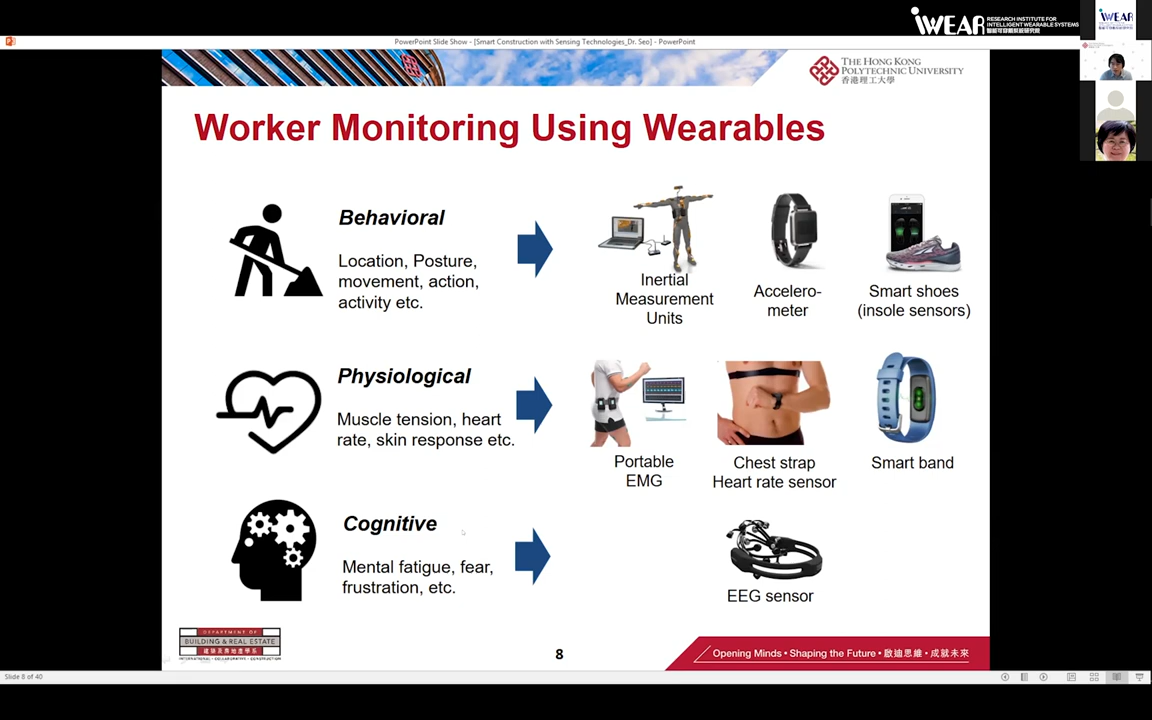 iWEAR
RESEARCH INSTITUTE FOR
INTELLIGENT WEARABLE SYSTEMS
智能可穿戴系統研究院
iWEAR
PowerPoint Slide Show - [Smart Construction with Sensing Technologies_Dr. Seo] - PowerPoint
THE HONG KONG
POLYTECHNIC UNIVERSITY
香港理工大學
Worker Monitoring Using Wearables
Behavioral
Location, Posture,
movement, action,
activity etc.
Inertial
Measurement
Units
Accelero-
meter
Smart shoes
(insole sensors)
Physiological
Muscle tension, heart
rate, skin response etc.
Portable
EMG
Chest strap
Heart rate sensor
Smart band
Cognitive
Mental fatigue, fear,
frustration, etc.
EEG sensor
DEPARTMENT OF
BUILDING & REAL ESTATE
建築及房地產學系
INTERNATIONAL • COLLABORATIVE • CONSTRUCTION
8
Opening Minds • Shaping the Future • 啟迪思維 • 成就未來
Slide 8 of 40